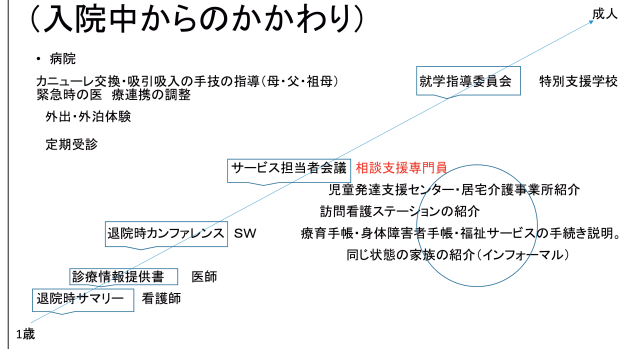 （入院中からのかかわり）
成人
• 病院
カニューレ交換・吸引吸入の手技の指導（母・父・祖母）
緊急時の医　療連携の調整
就学指導委員会
特別支援学校
外出・外泊体験
定期受診
サービス担当者会議
相談支援専門員
児童発達支援センター・居宅介護事業所紹介
訪問看護ステーションの紹介
退院時カンファレンス
SW
療育手帳・身体障害者手帳・福祉サービスの手続き説明。
同じ状態の家族の紹介（インフォーマル）
診療情報提供書
医師
退院時サマリー
看護師
1歳